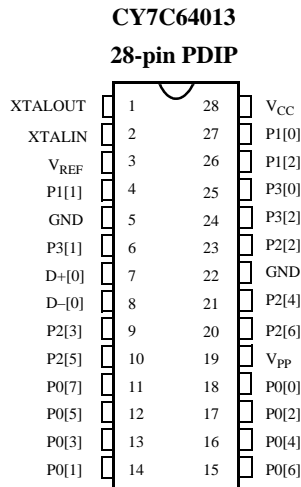 CY7C64013
28-pin PDIP
XTALOUT 1 28 VCC
XTALIN 2 27 P1[0]
VREF 3 26 P1[2]
P1[1] 4 25 P3[0]
GND 5 24 P3[2]
P3[1] 6 23 P2[2]
D+[0] 7 22 GND
D–[0] 8 21 P2[4]
P2[3] 9 20 P2[6]
P2[5] 10 19 VPP
P0[7] 11 18 P0[0]
P0[5] 12 17 P0[2]
P0[3] 13 16 P0[4]
P0[1] 14 15 P0[6]